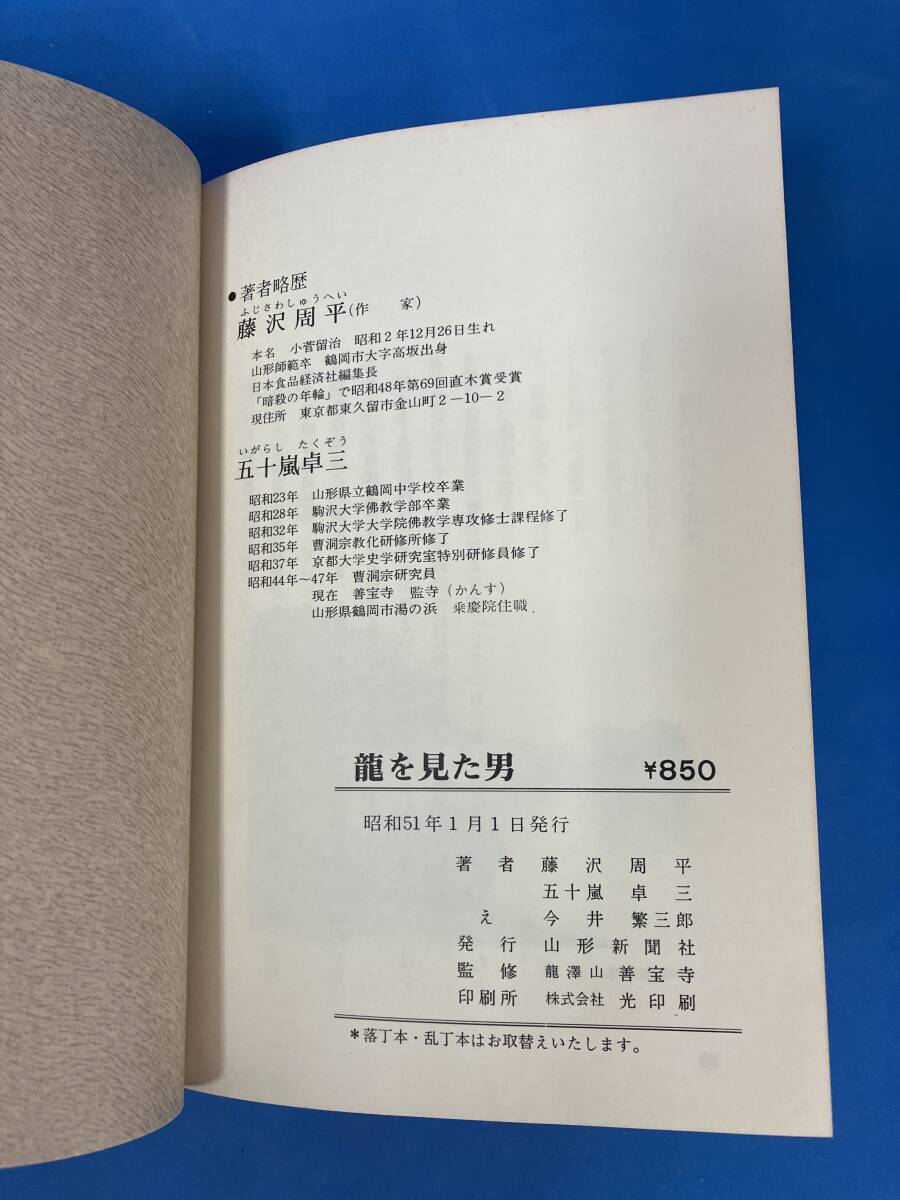 ●著者略歴
ふじさわしゅうへい
藤沢周平(作　家)
本名　小菅留治　昭和２年12月26日生れ
山形師範卒　鶴岡市大字高坂出身
日本食品経済社編集長
「暗殺の年輪」で昭和48年第69回直木賞受賞
現住所　東京都東久留市金山町２―10―２
いがらし　たくぞう
五十嵐卓三
昭和23年　山形県立鶴岡中学校卒業
昭和28年　駒沢大学佛教学部卒業
昭和32年　駒沢大学大学院佛教学専攻修士課程修了
昭和35年　曹洞宗教化研修所修了
昭和37年　京都大学史学研究室特別研修員修了
昭和44年～47年　曹洞宗研究員
現在　善宝寺　監寺（かんす）
山形県鶴岡市湯の浜　乘慶院住職
龍を見た男　¥850
昭和51年１月１日発行
著者　藤沢周平
五十嵐卓三
え　今井繁三郎
発行　山形新聞社
監修　龍澤山善宝寺
印刷所　株式会社光印刷
＊落丁本・乱丁本はお取替えいたします。